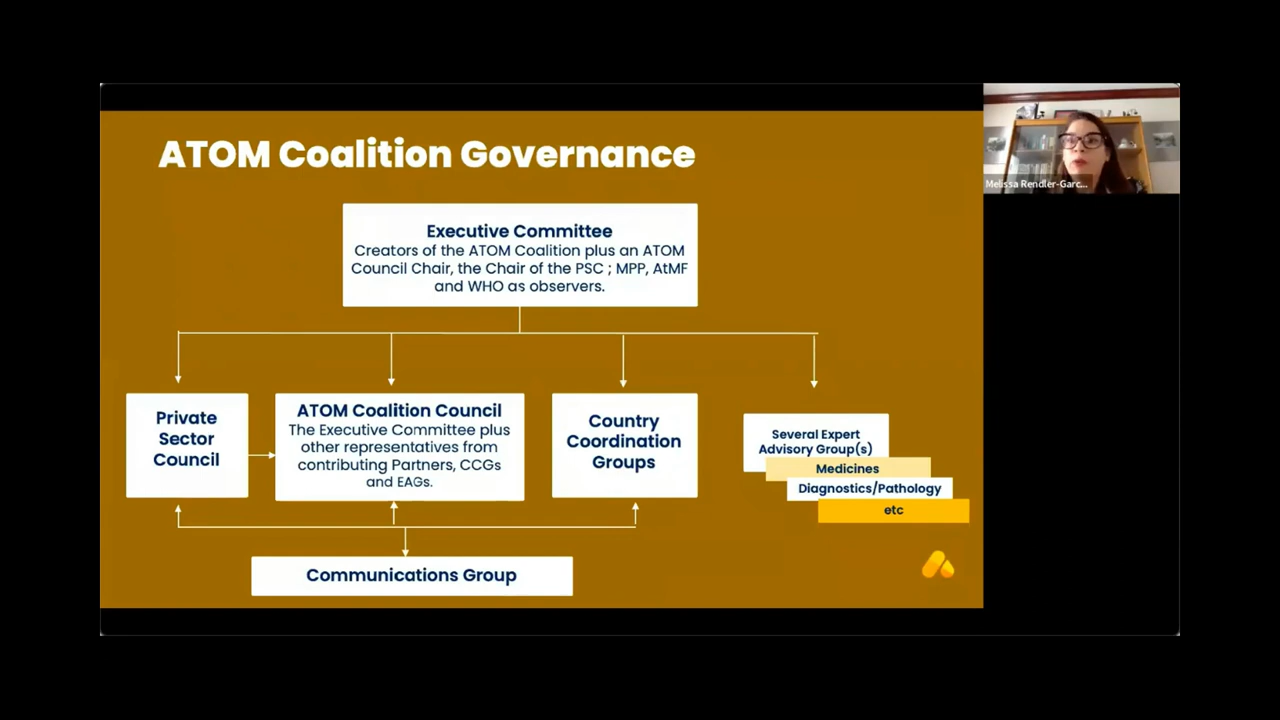 ATOM Coalition Governance
Melissa Rendler-Garc...
Executive Committee
Creators of the ATOM Coalition plus an ATOM
Council Chair, the Chair of the PSC ; MPP, AtMF
and WHO as observers.
Private
Sector
Council
ATOM Coalition Council
The Executive Committee plus
other representatives from
contributing Partners, CCGs
and EAGs.
Country
Coordination
Groups
Several Expert
Advisory Group(s)
Medicines
Diagnostics/Pathology
etc
Communications Group